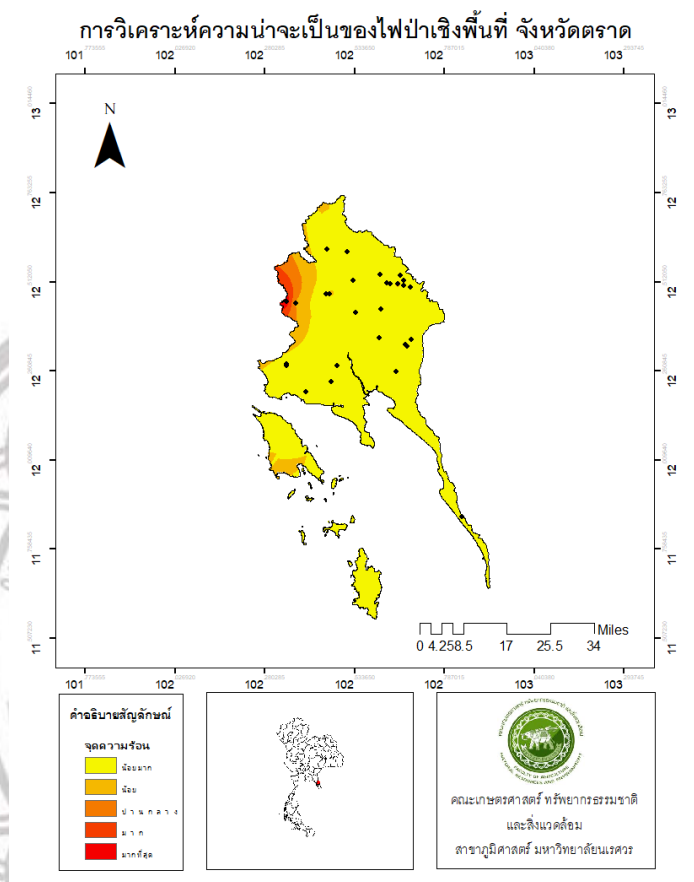 การวิเคราะห์ความน่าจะเป็นของไฟป่าเชิงพื้นที่ จังหวัดตราด
101 102 102 102 102 103 103
13 13
N
12 12
12 12
12 12
12 12
11 11
11 11
Miles
0 4.25 8.5 17 25.5 34
101 102 102 102 102 103 103
คำอธิบายสัญลักษณ์
จุดความร้อน
น้อยมาก
น้อย
ปานกลาง
มาก
มากที่สุด
คณะเกษตรศาสตร์ ทรัพยากรธรรมชาติ
และสิ่งแวดล้อม
สาขาภูมิศาสตร์ มหาวิทยาลัยนเรศวร